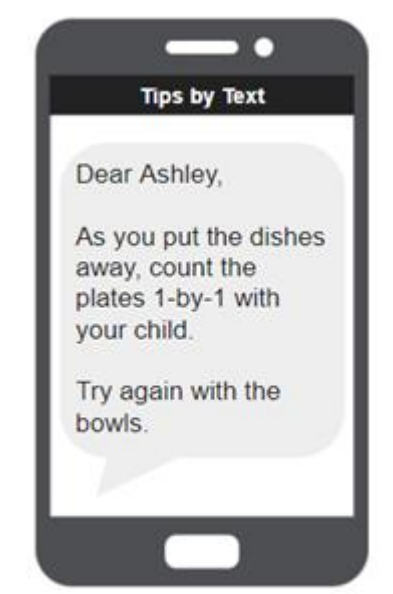 Tips by Text
Dear Ashley,
As you put the dishes
away, count the
plates 1-by-1 with
your child.
Try again with the
bowls.